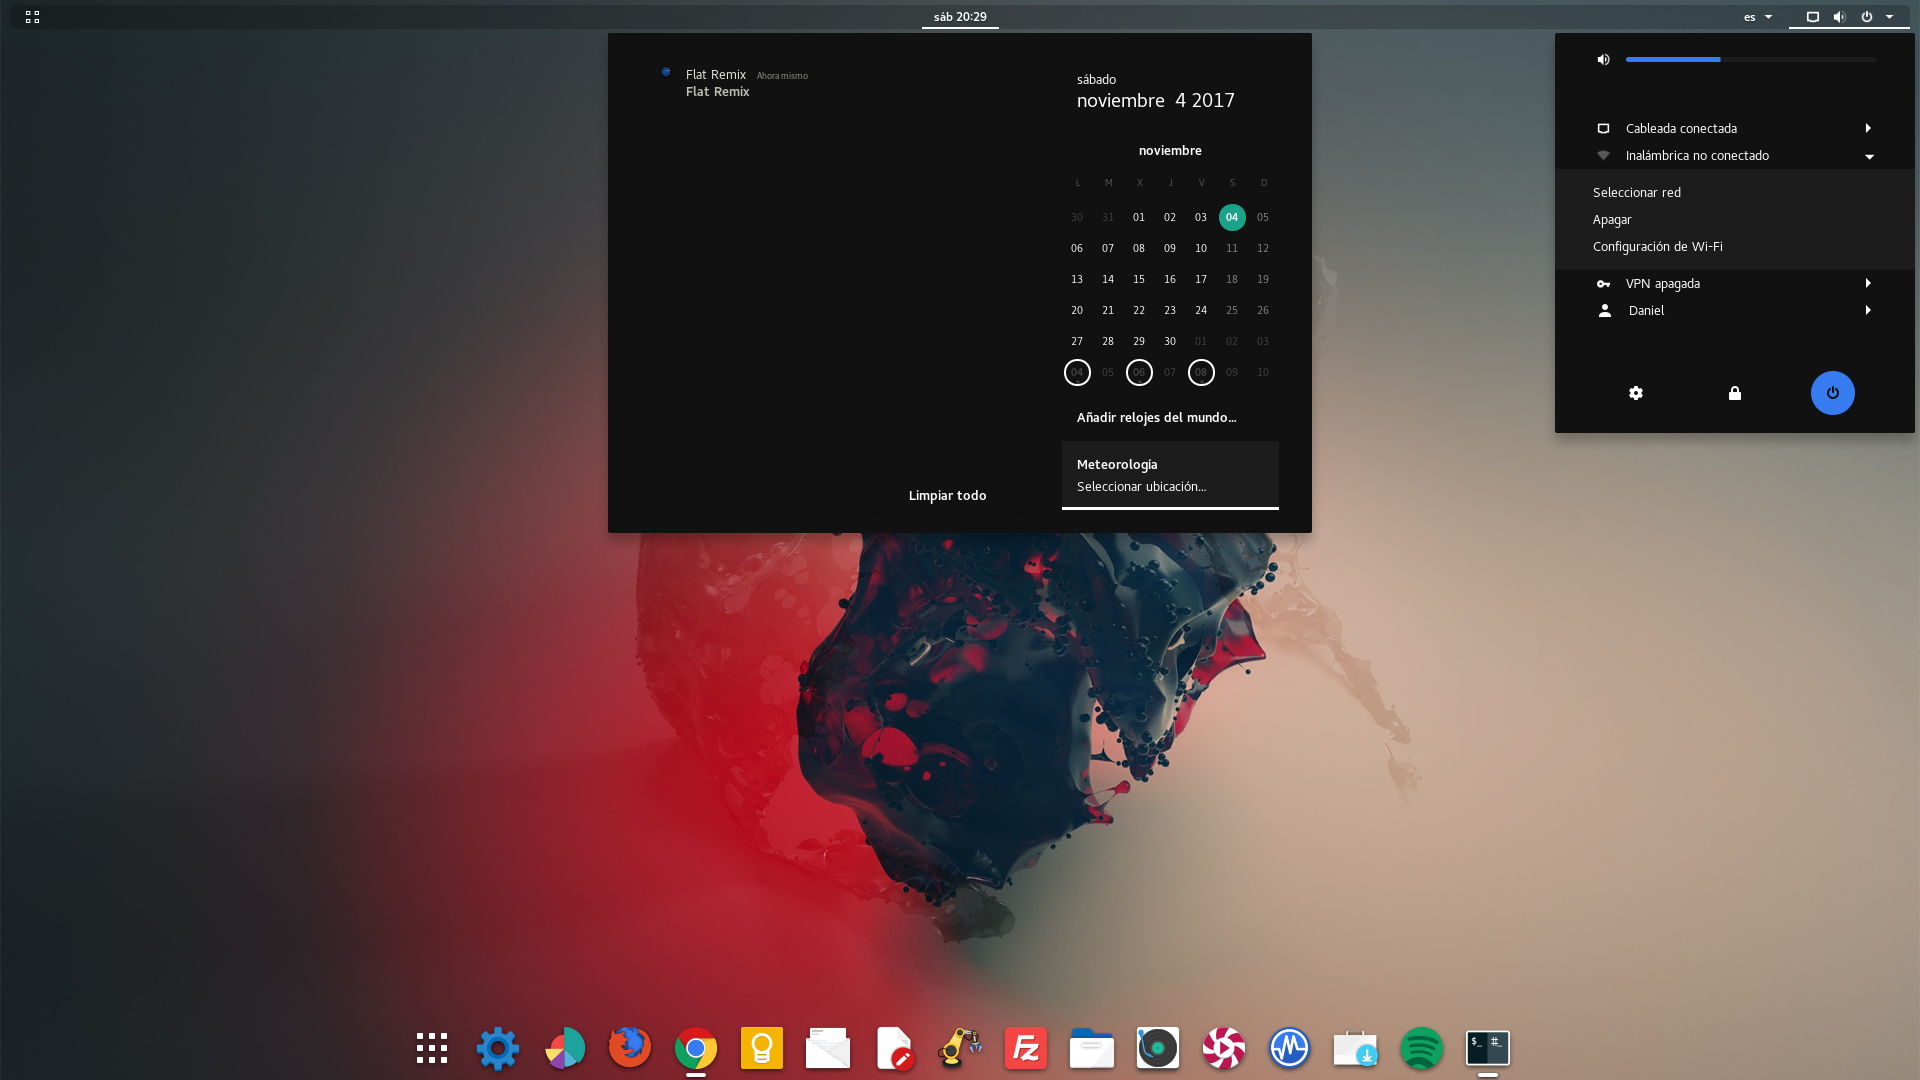 sáb 20:29
es
Flat Remix Ahora mismo
Flat Remix
sábado
noviembre 4 2017
noviembre
L M X J V S D
30 31 01 02 03 04 05
06 07 08 09 10 11 12
13 14 15 16 17 18 19
20 21 22 23 24 25 26
27 28 29 30 01 02 03
04 05 06 07 08 09 10
Añadir relojes del mundo...
Meteorología
Seleccionar ubicación...
Limpiar todo
Cableada conectada
Inalámbrica no conectado
Seleccionar red
Apagar
Configuración de Wi-Fi
VPN apagada
Daniel
FZ
$_ #_